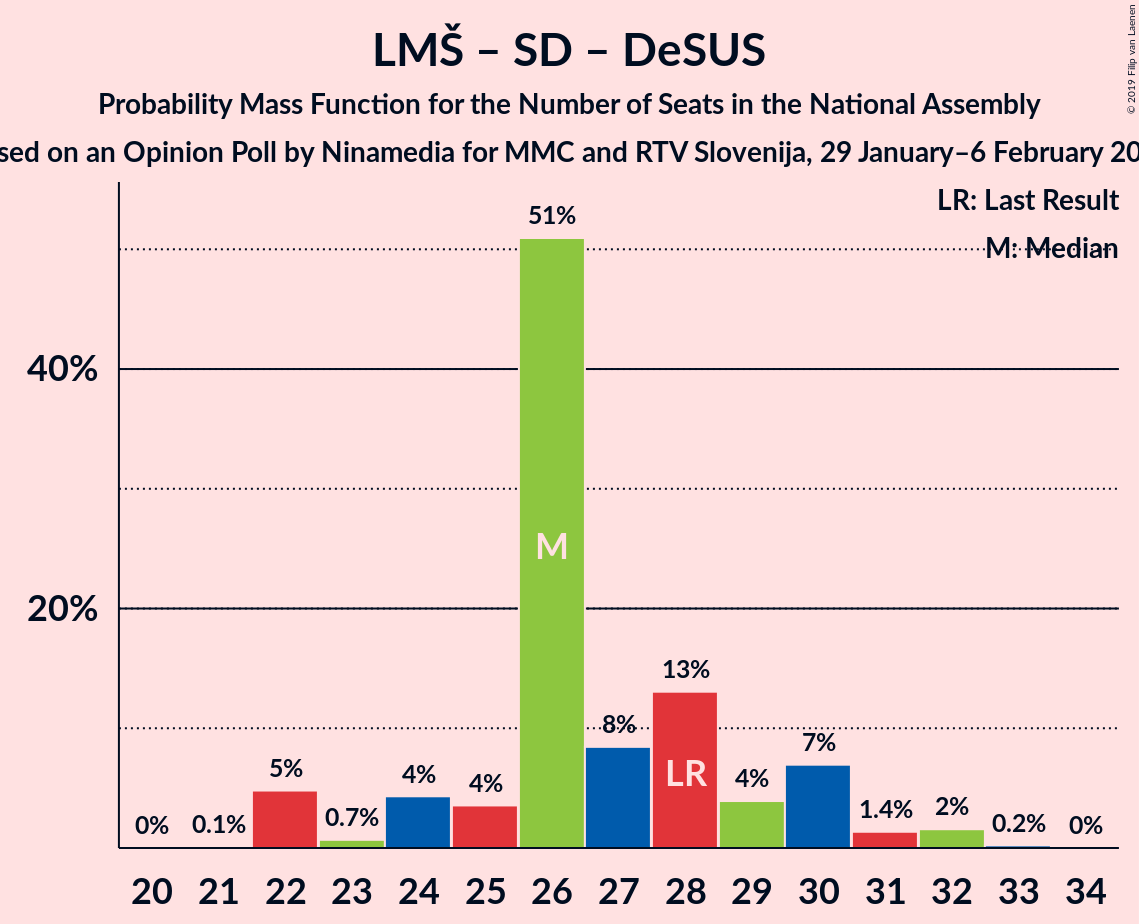 LMŠ – SD – DeSUS
Probability Mass Function for the Number of Seats in the National Assembly
sed on an Opinion Poll by Ninamedia for MMC and RTV Slovenija, 29 January–6 February 20
© 2019 Filip van Laenen
LR: Last Result
M: Median
40%
20%
0% 0.1% 5% 0.7% 4% 4% 51% 8% 13% 4% 7% 1.4% 2% 0.2% 0%
M
LR
20 21 22 23 24 25 26 27 28 29 30 31 32 33 34